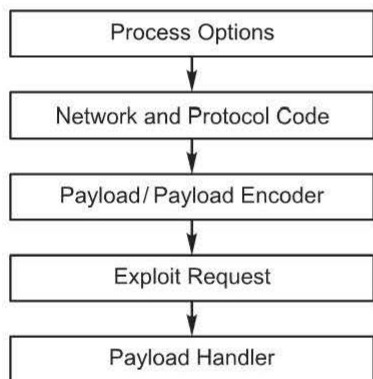 Process Options
Network and Protocol Code
Payload/Payload Encoder
Exploit Request
Payload Handler